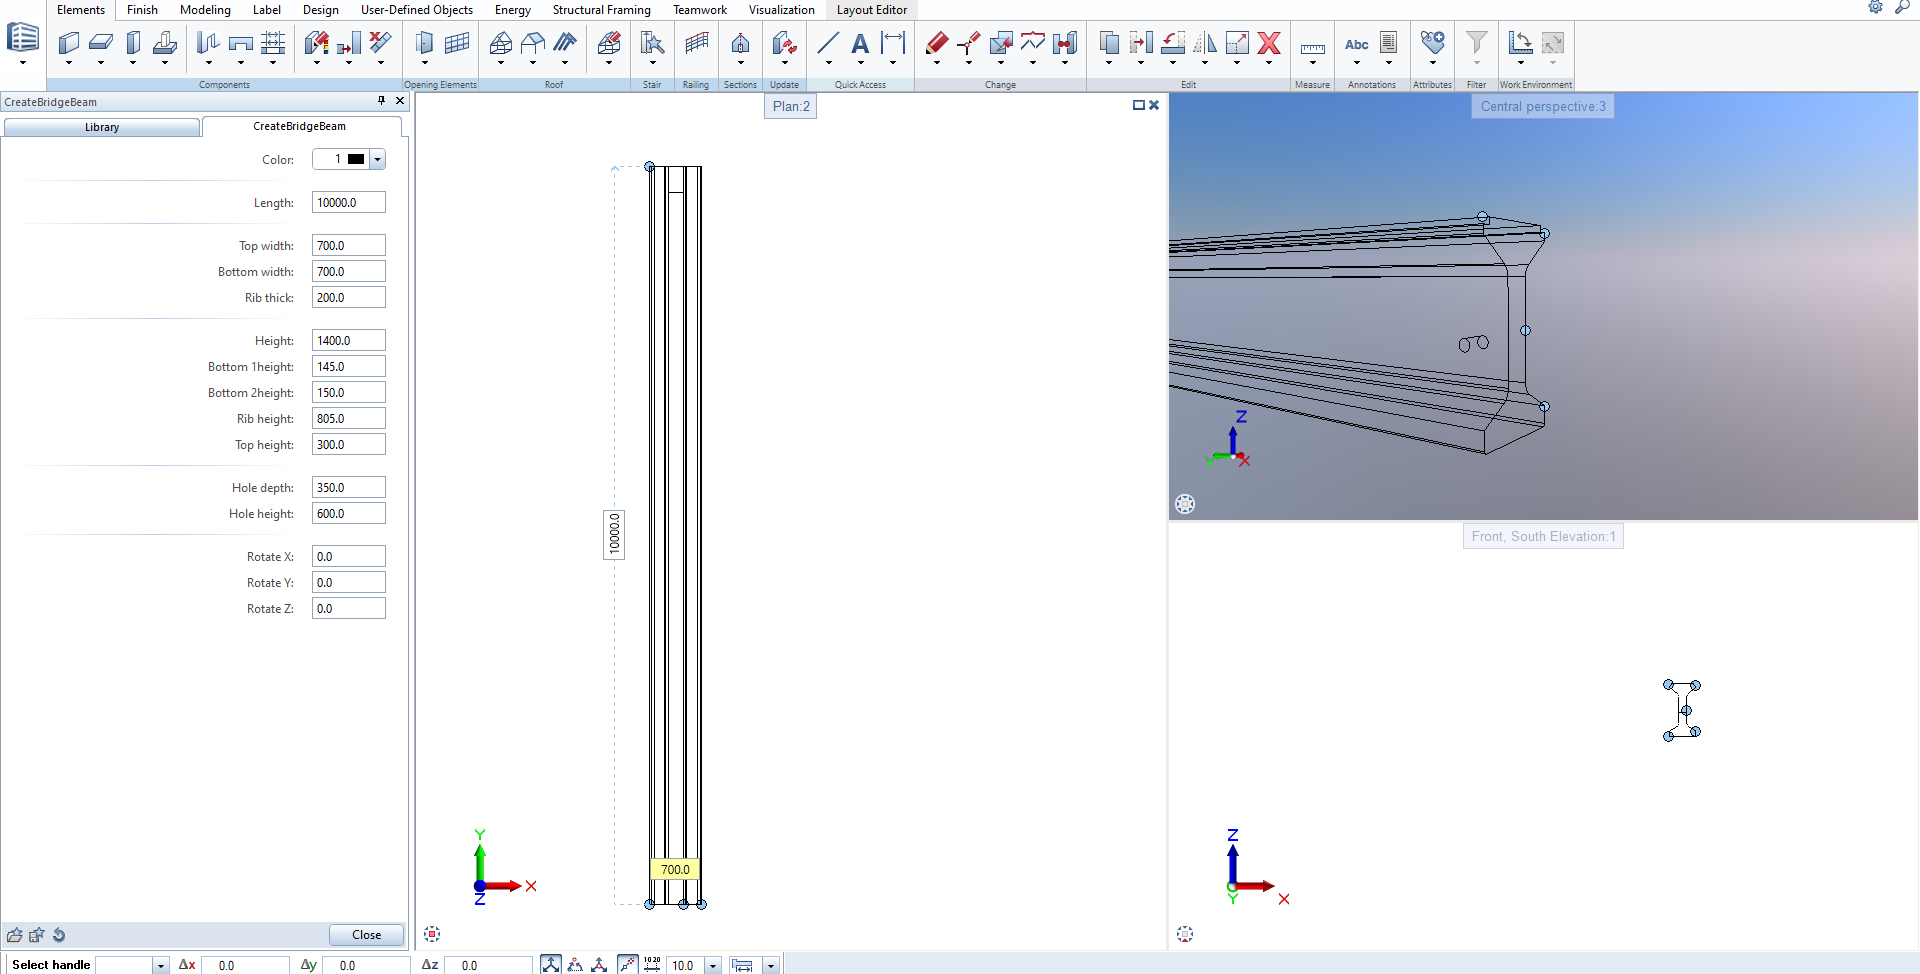 Elements Finish Modeling Label Design User-Defined Objects Energy Structural Framing Teamwork Visualization Layout Editor
Abc
Components Opening Elements Roof Stair Railing Sections Update Quick Access Change Edit Measure Annotations Attributes Filter Work Environment
CreateBridgeBeam
Library CreateBridgeBeam
Color: 1
Length: 10000.0
Top width: 700.0
Bottom width: 700.0
Rib thick: 200.0
Height: 1400.0
Bottom 1height: 145.0
Bottom 2height: 150.0
Rib height: 805.0
Top height: 300.0
Hole depth: 350.0
Hole height: 600.0
Rotate X: 0.0
Rotate Y: 0.0
Rotate Z: 0.0
Close
Plan:2
10000.0
700.0
Y
X
Z
Central perspective:3
Z
Y
X
Front, South Elevation:1
Z
Y
X
Select handle Δx 0.0 Δy 0.0 Δz 0.0 1020 10.0